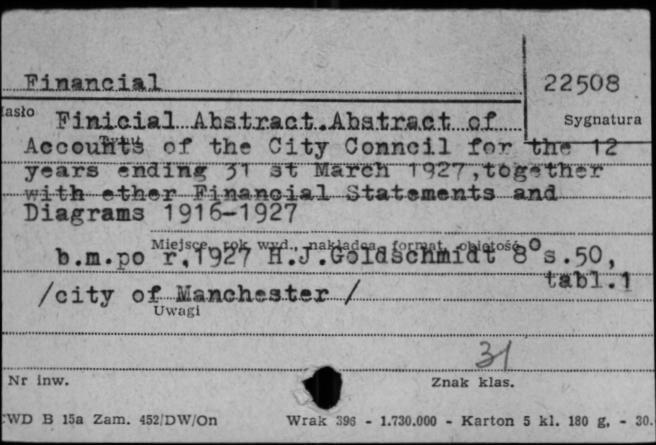 Financial
22508
Hasło
Sygnatura
Finicial Abstract.Abstract of
Accounts of the City Conncil for the 12
years ending 31 st March 1927,together
with ether Financial Statements and
Diagrams 1916-1927
Miejsce, rok wyd., nakładca, format, objętość
b.m.po r.1927 H.J.Goldschmidt 8° s.50,
tabl.1
/city of Manchester /
Uwagi
31
Nr inw.
Znak klas.
CWD B 15a Zam. 452/DW/On
Wrak 396 - 1.730.000 - Karton 5 kl. 180 g. - 30.